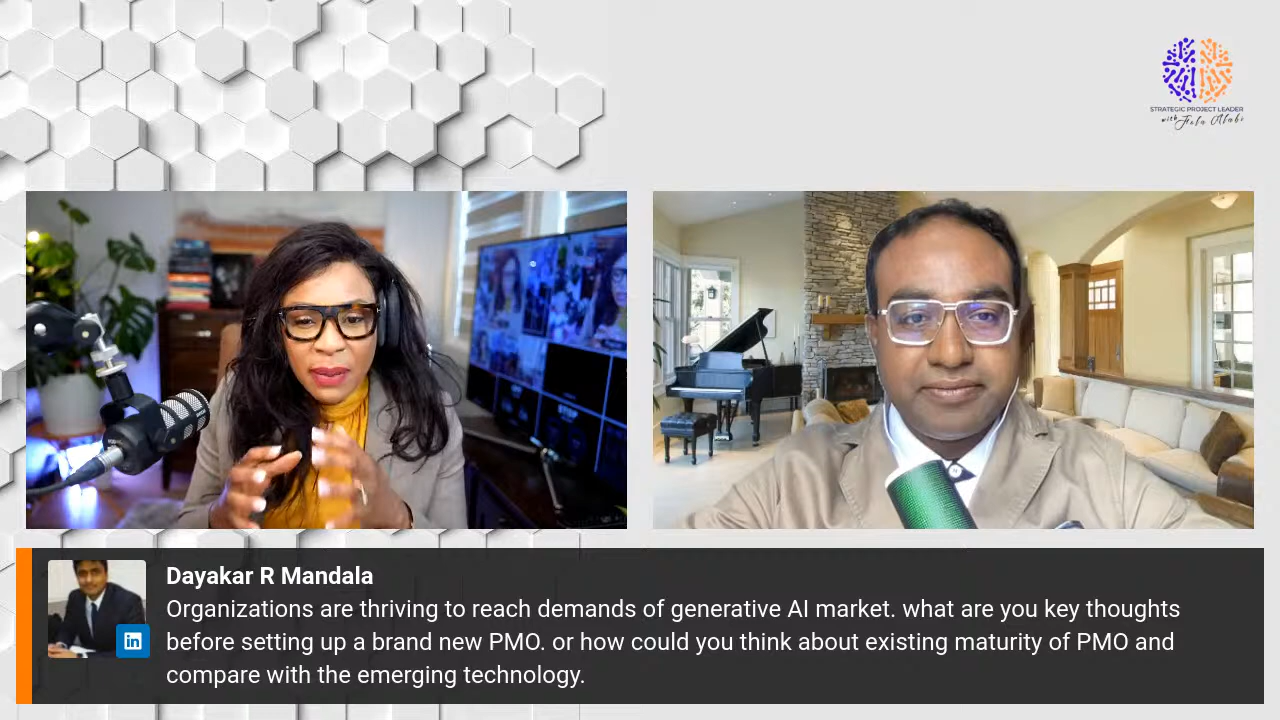 STRATEGIC PROJECT LEADER
with
Dayakar R Mandala
Organizations are thriving to reach demands of generative AI market. what are you key thoughts
before setting up a brand new PMO. or how could you think about existing maturity of PMO and
compare with the emerging technology.
in